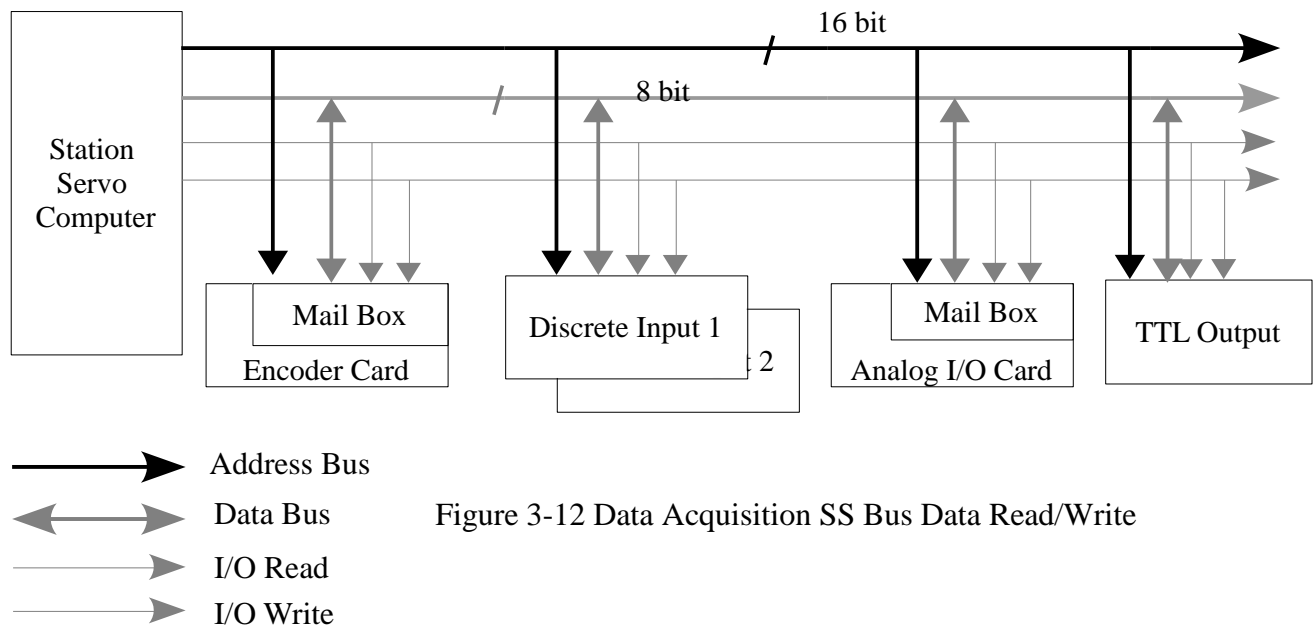 16 bit
8 bit
Station
Servo
Computer
Mail Box
Encoder Card
Discrete Input 1
t 2
Mail Box
Analog I/O Card
TTL Output
Address Bus
Data Bus
Figure 3-12 Data Acquisition SS Bus Data Read/Write
I/O Read
I/O Write